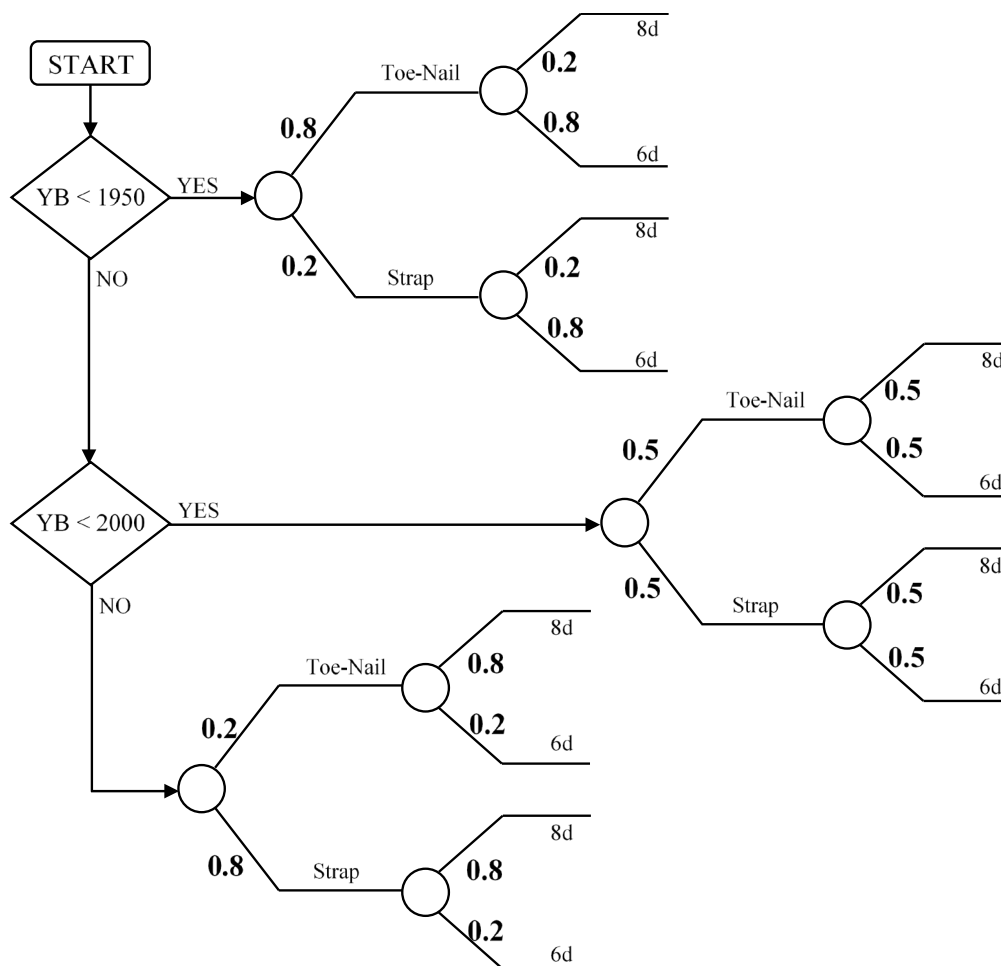 START
YB < 1950
YES
NO
0.8
Toe-Nail
0.2
8d
0.8
6d
0.2
Strap
0.2
8d
0.8
6d
YB < 2000
YES
NO
0.5
Toe-Nail
0.5
8d
0.5
6d
0.5
Strap
0.5
8d
0.5
6d
0.2
Toe-Nail
0.8
8d
0.2
6d
0.8
Strap
0.8
8d
0.2
6d